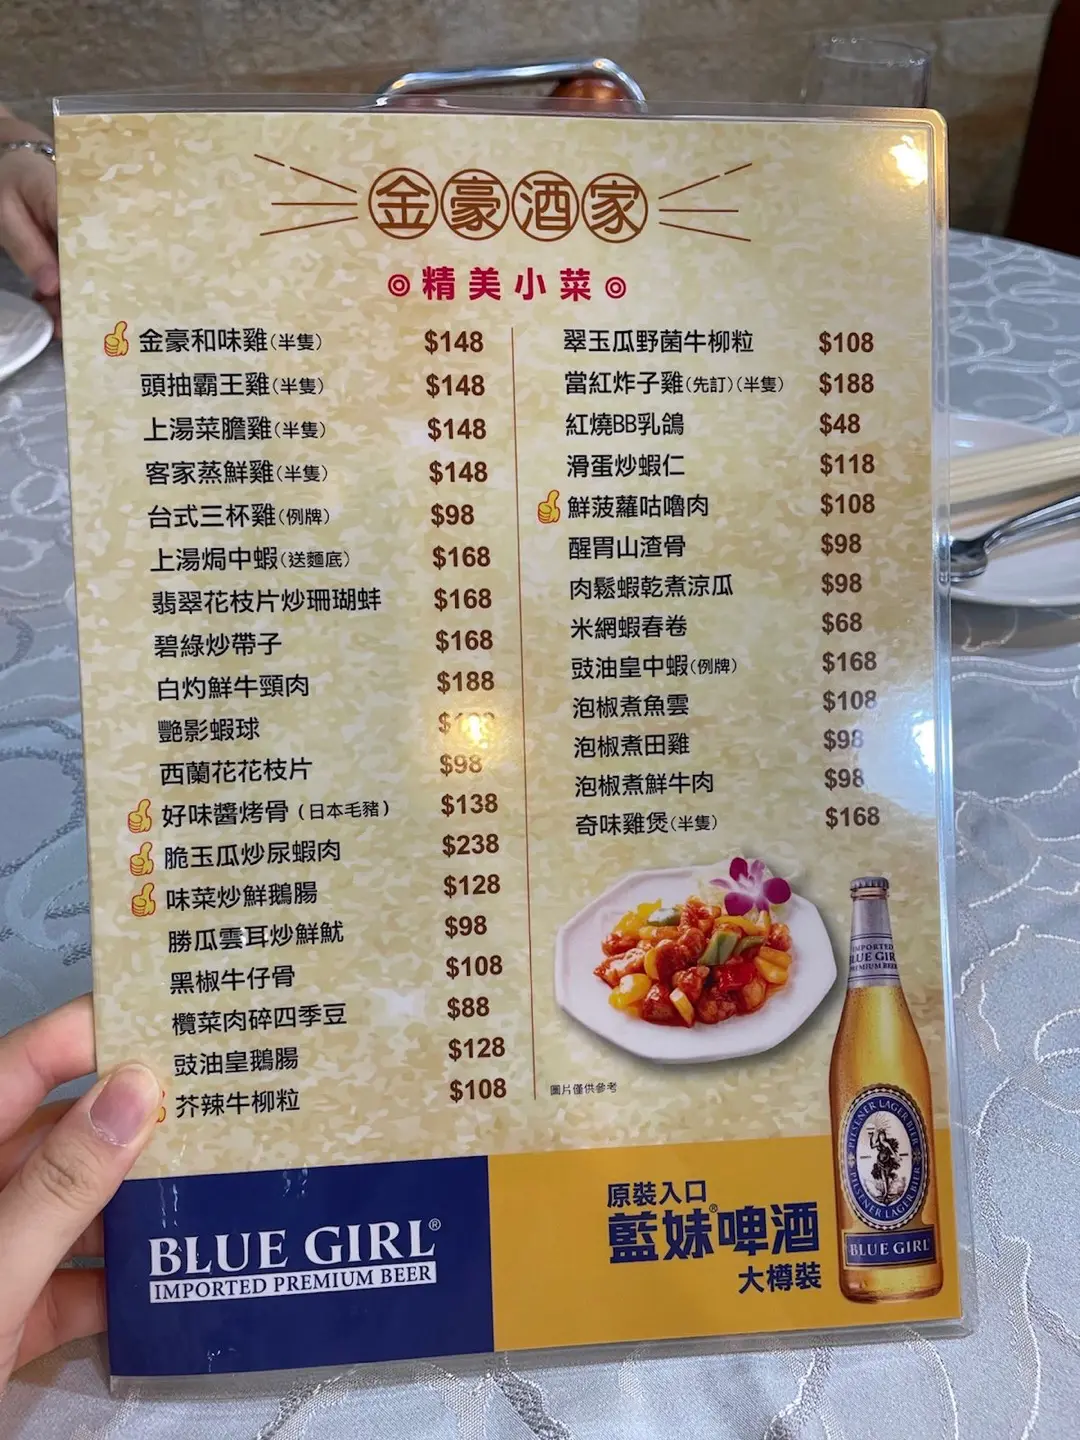 金豪酒家
◎精美小菜◎
金豪和味雞(半隻) $148
頭抽霸王雞(半隻) $148
上湯菜膽雞(半隻) $148
客家蒸鮮雞(半隻) $148
台式三杯雞(例牌) $98
上湯焗中蝦(送麵底) $168
翡翠花枝片炒珊瑚蚌 $168
碧綠炒帶子 $168
白灼鮮牛頸肉 $188
艷影蝦球
西蘭花花枝片 $98
好味醬烤骨(日本毛豬) $138
脆玉瓜炒尿蝦肉 $238
味菜炒鮮鵝腸 $128
勝瓜雲耳炒鮮魷 $98
黑椒牛仔骨 $108
欖菜肉碎四季豆 $88
豉油皇鵝腸 $128
芥辣牛柳粒 $108
翠玉瓜野菌牛柳粒 $108
當紅炸子雞(先訂)(半隻) $188
紅燒BB乳鴿 $48
滑蛋炒蝦仁 $118
鮮菠蘿咕嚕肉 $108
醒胃山渣骨 $98
肉鬆蝦乾煮涼瓜 $98
米網蝦春卷 $68
豉油皇中蝦(例牌) $168
泡椒煮魚雲 $108
泡椒煮田雞 $98
泡椒煮鮮牛肉 $98
奇味雞煲(半隻) $168
圖片僅供參考
BLUE GIRL®
IMPORTED PREMIUM BEER
原裝入口
藍妹®啤酒
大樽裝
IMPORTED
BLUE GIRL
PREMIUM BEER
PILSENER LAGER BIER
PILSENER LAGER BIER
BLUE GIRL